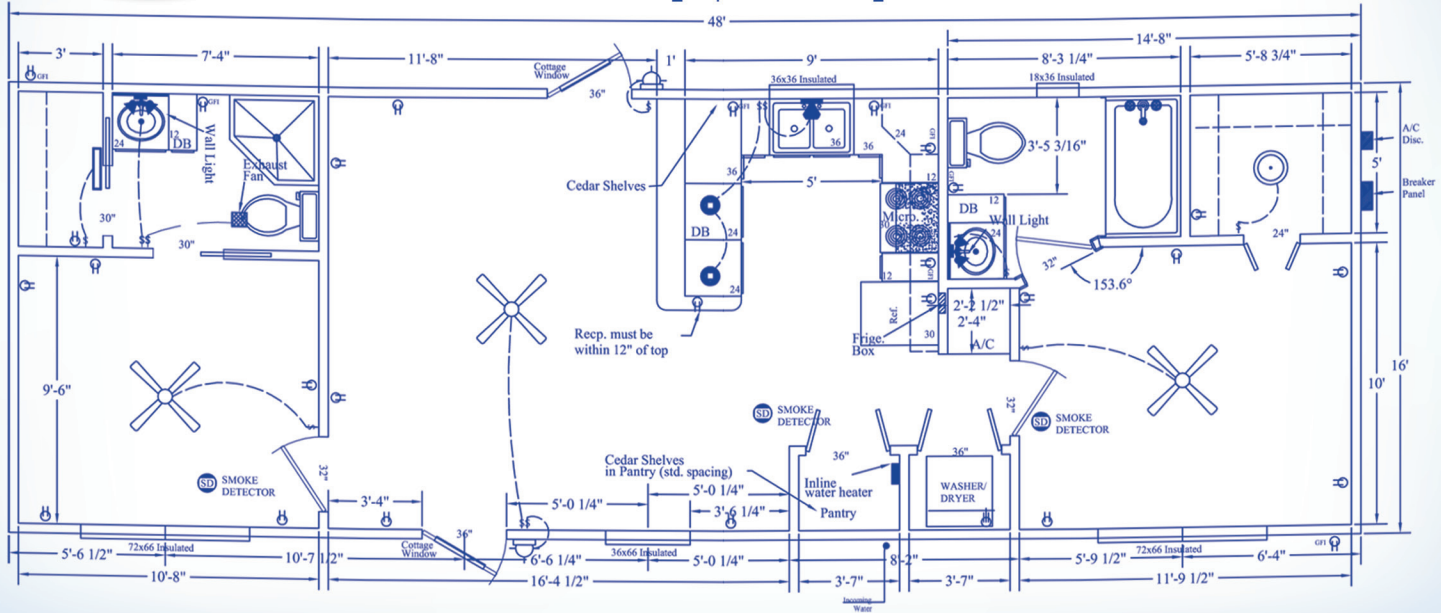 48'
14'-8"
3'
7'-4"
11'-8"
1'
9'
8'-3 1/4"
5'-8 3/4"
GFI
Cottage
Window
36"
36x36 Insulated
18x36 Insulated
GFI
GFI
GFI
GFI
$
$$
12
24
DB
Wall Light
Exhaust
Fan
36
36
24
36
12
A/C
Disc.
5'
Breaker
Panel
3'-5 3/16"
GFI
Cedar Shelves
5'
Micro.
30
12
DB
Wall Light
24
30"
$
$$
30"
DB
24
24
12
GFI
32"
153.6°
$
24"
Recp. must be
within 12" of top
Ref.
30
Frige.
Box
2'-2 1/2"
2'-4"
A/C
9'-6"
10'
16'
32"
SD
SMOKE
DETECTOR
SD
SMOKE
DETECTOR
SD
SMOKE
DETECTOR
32"
36"
36"
Cedar Shelves
in Pantry (std. spacing)
Inline
water heater
Pantry
WASHER/
DRYER
3'-4"
5'-0 1/4"
5'-0 1/4"
3'-6 1/4"
$$
Cottage
Window
36"
72x66 Insulated
36x66 Insulated
72x66 Insulated
GFI
5'-6 1/2"
10'-7 1/2"
6'-6 1/4"
5'-0 1/4"
8'-2"
5'-9 1/2"
6'-4"
10'-8"
16'-4 1/2"
3'-7"
3'-7"
11'-9 1/2"
Incoming
Water